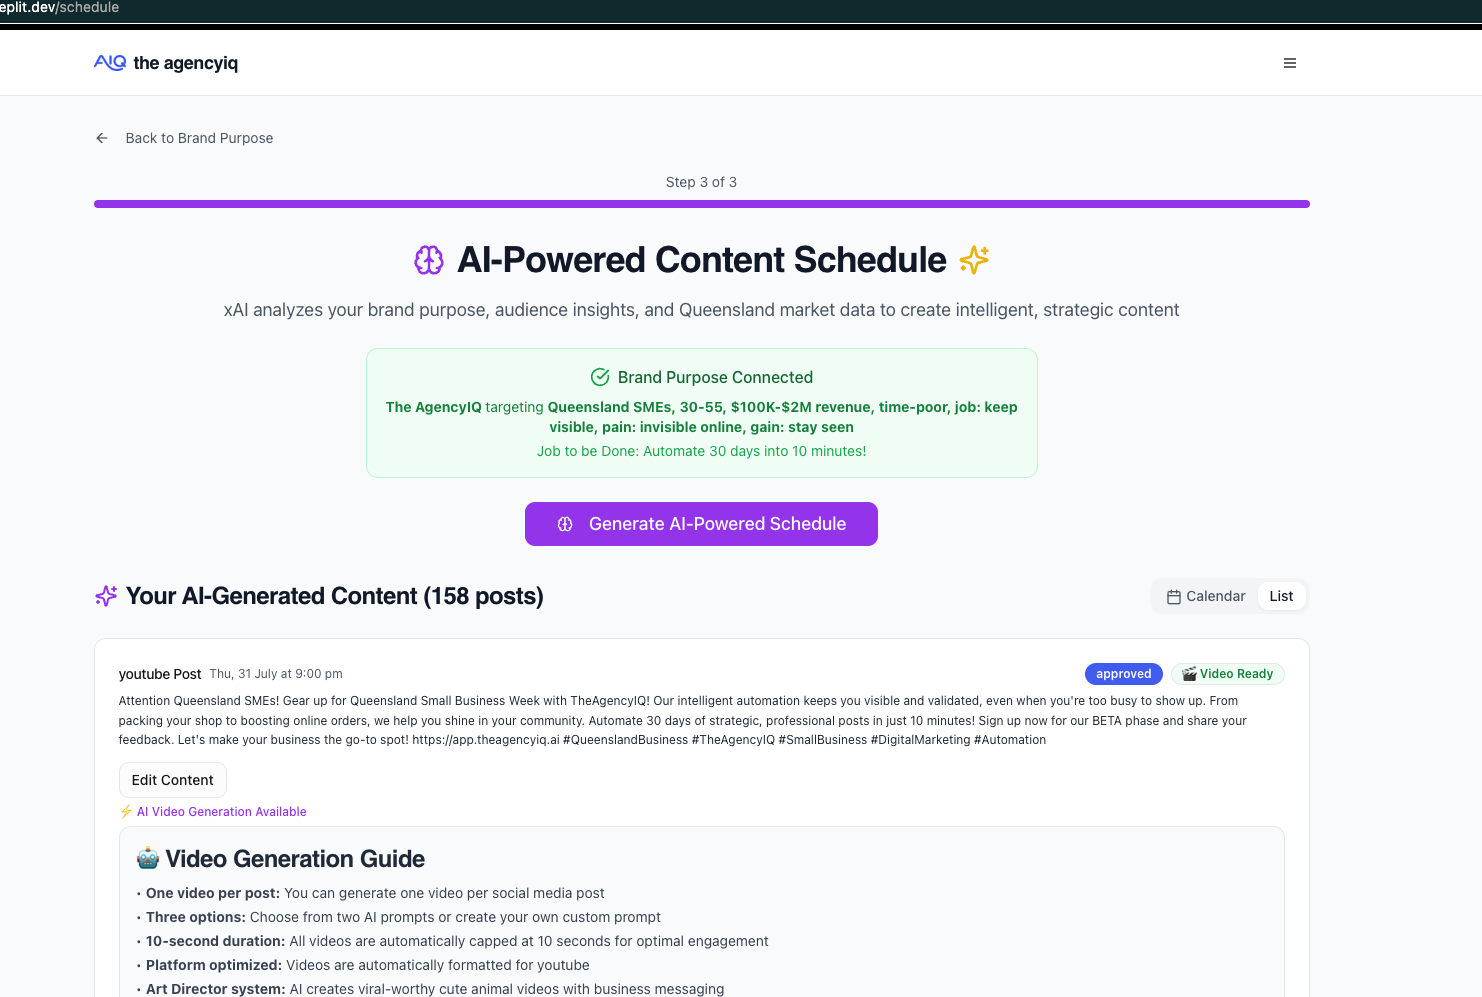 eplit.dev/schedule
AIQ the agencyiq
Back to Brand Purpose
Step 3 of 3
AI-Powered Content Schedule
xAI analyzes your brand purpose, audience insights, and Queensland market data to create intelligent, strategic content
Brand Purpose Connected
The AgencyIQ targeting Queensland SMEs, 30-55, $100K-$2M revenue, time-poor, job: keep
visible, pain: invisible online, gain: stay seen
Job to be Done: Automate 30 days into 10 minutes!
Generate AI-Powered Schedule
Your AI-Generated Content (158 posts)
Calendar List
youtube Post Thu, 31 July at 9:00 pm
approved 🎬 Video Ready
Attention Queensland SMEs! Gear up for Queensland Small Business Week with TheAgencyIQ! Our intelligent automation keeps you visible and validated, even when you're too busy to show up. From
packing your shop to boosting online orders, we help you shine in your community. Automate 30 days of strategic, professional posts in just 10 minutes! Sign up now for our BETA phase and share your
feedback. Let's make your business the go-to spot! https://app.theagencyiq.ai #QueenslandBusiness #TheAgencyIQ #SmallBusiness #DigitalMarketing #Automation
Edit Content
⚡ AI Video Generation Available
🤖 Video Generation Guide
• One video per post: You can generate one video per social media post
• Three options: Choose from two AI prompts or create your own custom prompt
• 10-second duration: All videos are automatically capped at 10 seconds for optimal engagement
• Platform optimized: Videos are automatically formatted for youtube
• Art Director system: AI creates viral-worthy cute animal videos with business messaging